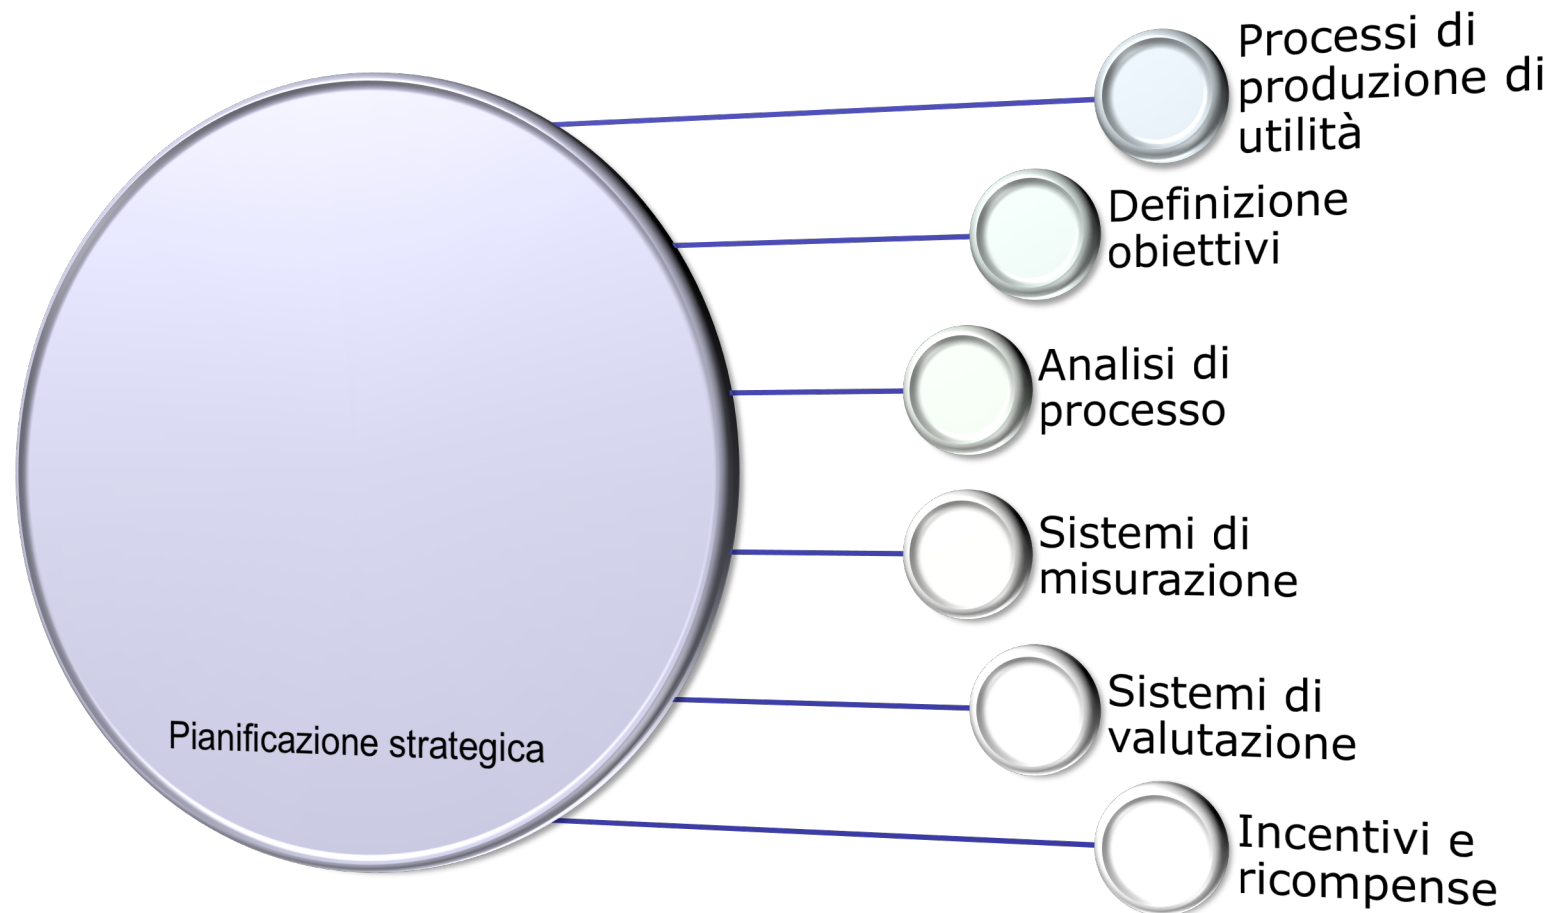 Processi di
produzione di
utilità
Definizione
obiettivi
Analisi di
processo
Sistemi di
misurazione
Sistemi di
valutazione
Pianificazione strategica
Incentivi e
ricompense